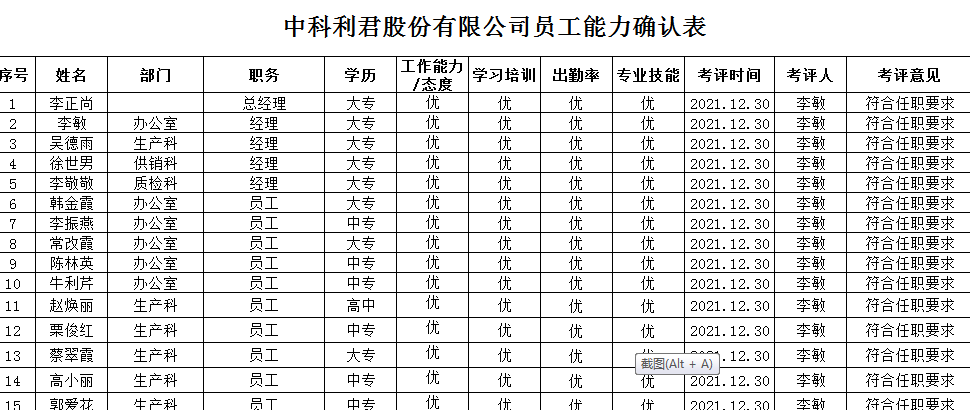 中科利君股份有限公司员工能力确认表
序号 姓名 部门 职务 学历 工作能力/态度 学习培训 出勤率 专业技能 考评时间 考评人 考评意见
1 李正尚 总经理 大专 优 优 优 优 2021.12.30 李敏 符合任职要求
2 李敏 办公室 经理 大专 优 优 优 优 2021.12.30 李敏 符合任职要求
3 吴德雨 生产科 经理 大专 优 优 优 优 2021.12.30 李敏 符合任职要求
4 徐世男 供销科 经理 大专 优 优 优 优 2021.12.30 李敏 符合任职要求
5 李敬敬 质检科 经理 大专 优 优 优 优 2021.12.30 李敏 符合任职要求
6 韩金霞 办公室 员工 大专 优 优 优 优 2021.12.30 李敏 符合任职要求
7 李振燕 办公室 员工 中专 优 优 优 优 2021.12.30 李敏 符合任职要求
8 常改霞 办公室 员工 大专 优 优 优 优 2021.12.30 李敏 符合任职要求
9 陈林英 办公室 员工 中专 优 优 优 优 2021.12.30 李敏 符合任职要求
10 牛利芹 办公室 员工 中专 优 优 优 优 2021.12.30 李敏 符合任职要求
11 赵焕丽 生产科 员工 高中 优 优 优 优 2021.12.30 李敏 符合任职要求
12 栗俊红 生产科 员工 中专 优 优 优 优 2021.12.30 李敏 符合任职要求
13 蔡翠霞 生产科 员工 大专 优 优 优 优 2021.12.30 李敏 符合任职要求
截图(Alt + A)
14 高小丽 生产科 员工 中专 优 优 优 优 2021.12.30 李敏 符合任职要求
15 郭爱花 生产科 员工 中专 优 优 优 优 2021.12.30 李敏 符合任职要求